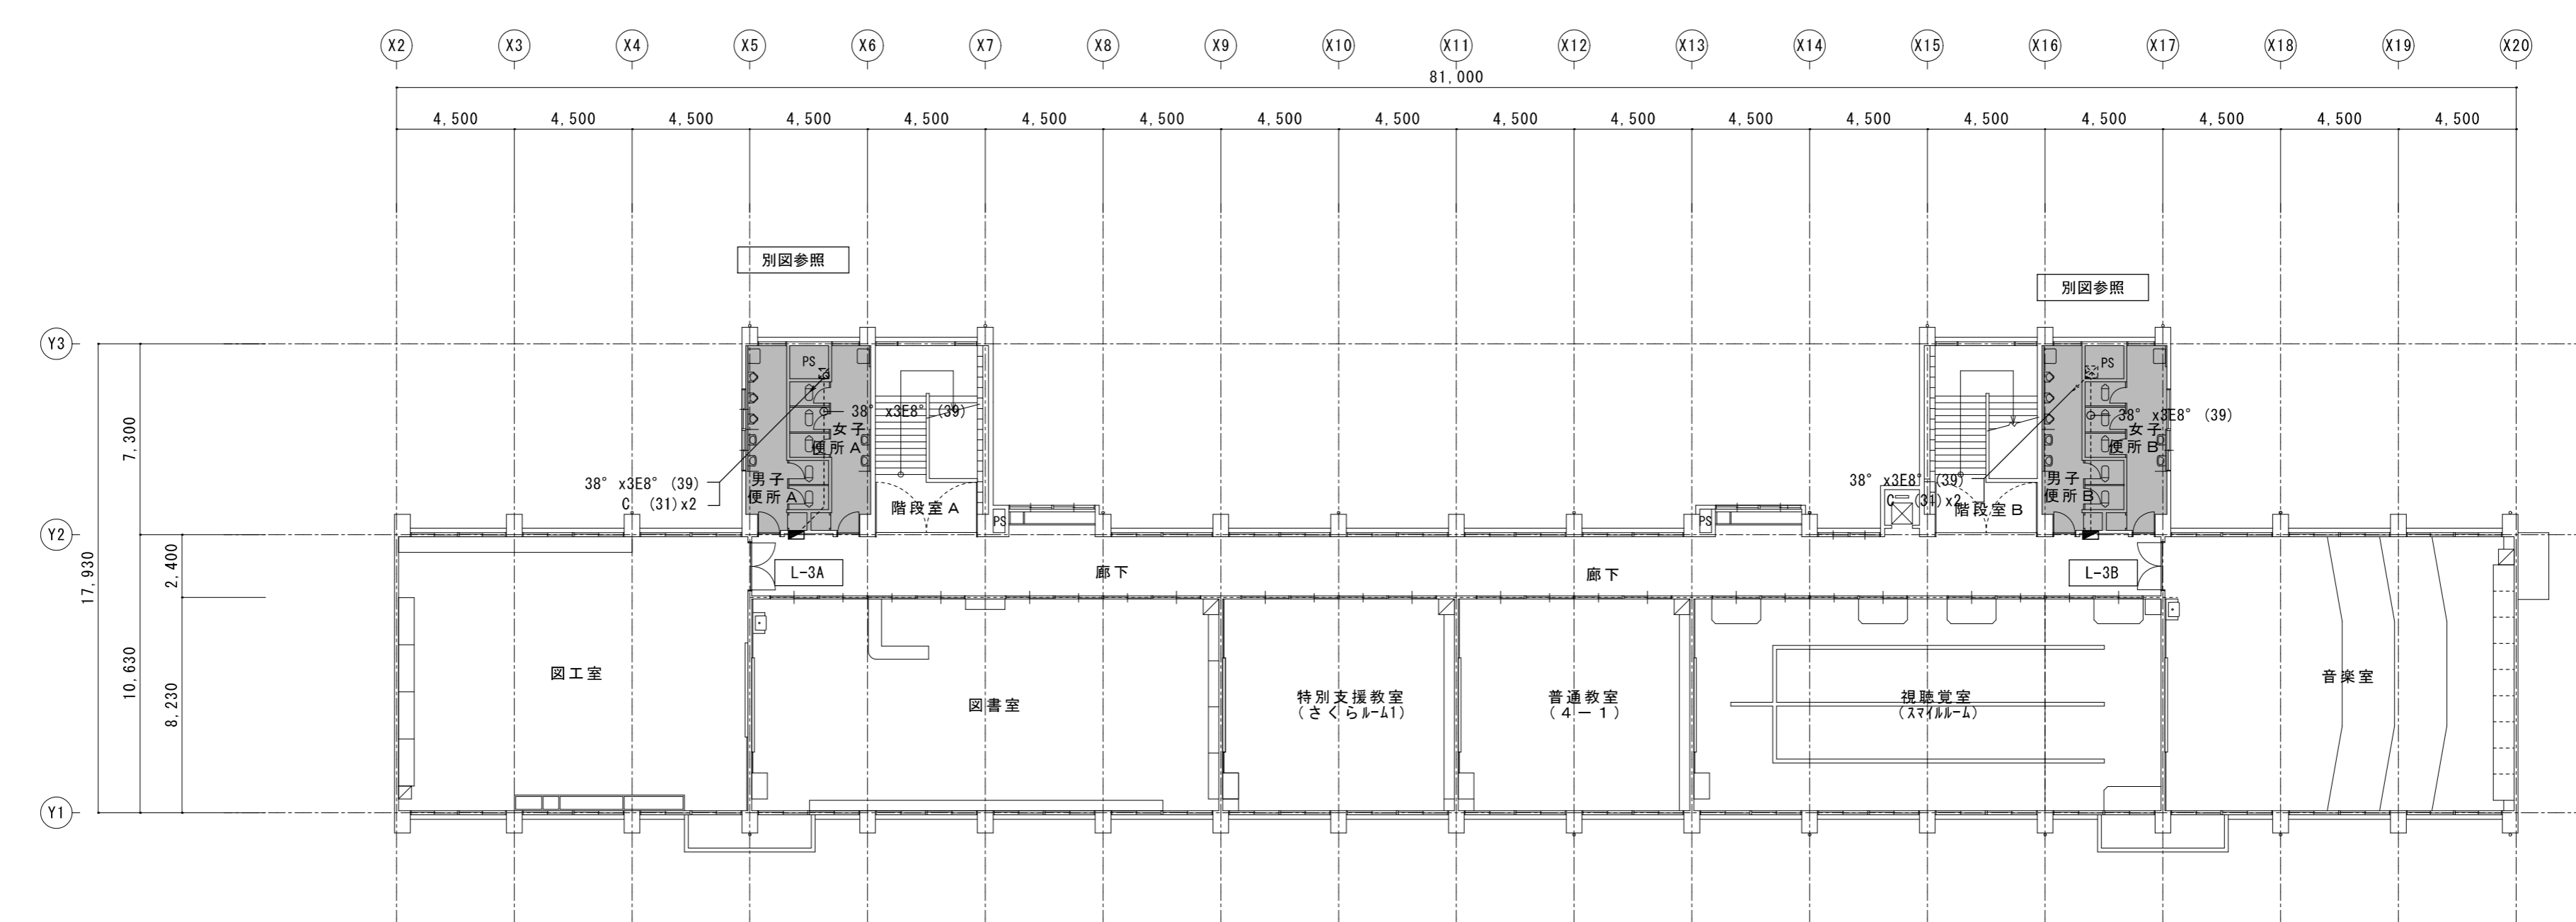 X2 X3 X4 X5 X6 X7 X8 X9 X10 X11 X12 X13 X14 X15 X16 X17 X18 X19 X20
81,000
4,500 4,500 4,500 4,500 4,500 4,500 4,500 4,500 4,500 4,500 4,500 4,500 4,500 4,500 4,500 4,500 4,500 4,500
別図参照
別図参照
Y3
PS
PS
38° x3E8° (39)
38° x3E8° (39)
女子
便所A
女子
便所B
7,300
38° x3E8° (39)
C (31)x2
男子
便所A
38° x3E8° (39)
C (31)x2
男子
便所B
階段室A
PS
PS
階段室B
Y2
L-3A
廊下
廊下
L-3B
17,930
2,400
10,630
8,230
図工室
図書室
特別支援教室
(さくらルーム1)
普通教室
(4−1)
視聴覚室
(スマイルルーム)
音楽室
Y1